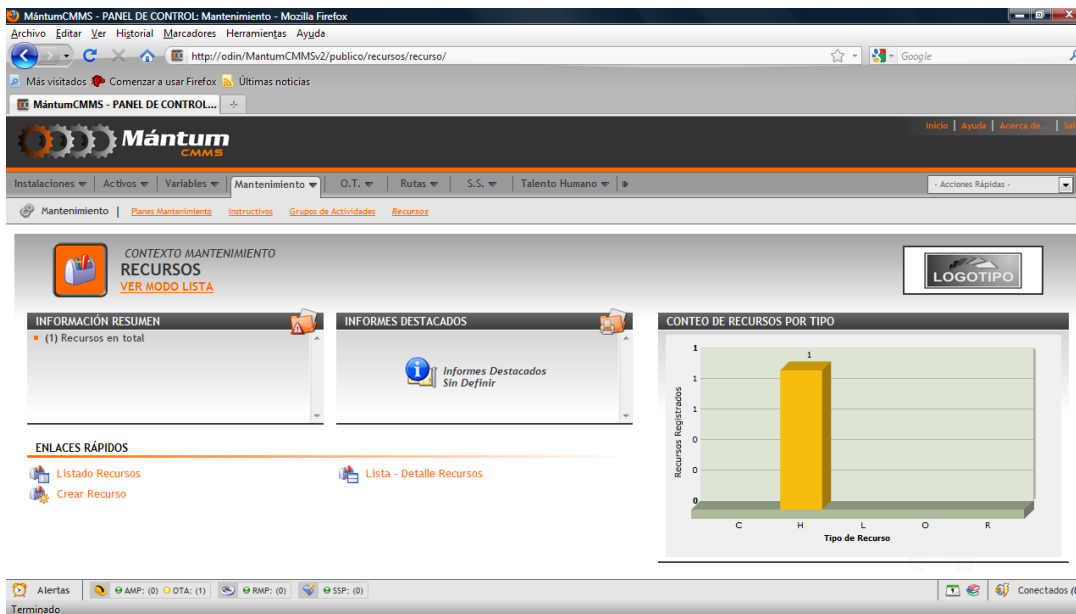 MántumCMMS - PANEL DE CONTROL: Mantenimiento - Mozilla Firefox
Archivo Editar Ver Historial Marcadores Herramientas Ayuda
http://odin/MantumCMMSv2/publico/recursos/recurso/ Google
Más visitados Comenzar a usar Firefox Últimas noticias
MántumCMMS - PANEL DE CONTROL...
Inicio | Ayuda | Acerca de... | Sal
Mántum
CMMS
Instalaciones Activos Variables Mantenimiento O.T. Rutas S.S. Talento Humano - Acciones Rápidas -
Mantenimiento | Planes Mantenimiento Instructivos Grupos de Actividades Recursos
CONTEXTO MANTENIMIENTO
RECURSOS
VER MODO LISTA
LOGOTIPO
INFORMACIÓN RESUMEN
(1) Recursos en total
INFORMES DESTACADOS
Informes Destacados
Sin Definir
CONTEO DE RECURSOS POR TIPO
1
1
1
1
0
0
0
Recursos Registrados
C H L O R
Tipo de Recurso
ENLACES RÁPIDOS
Listado Recursos
Lista - Detalle Recursos
Crear Recurso
Alertas AMP: (0) OTA: (1) RMP: (0) SSP: (0) Conectados (
Terminado